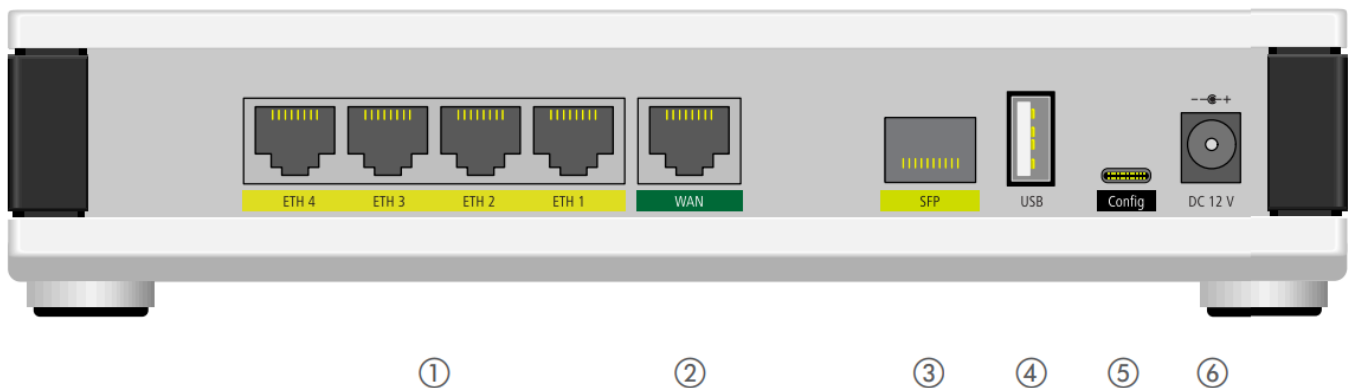 - +
ETH 4 ETH 3 ETH 2 ETH 1 WAN SFP USB Config DC 12 V
① ② ③ ④ ⑤ ⑥